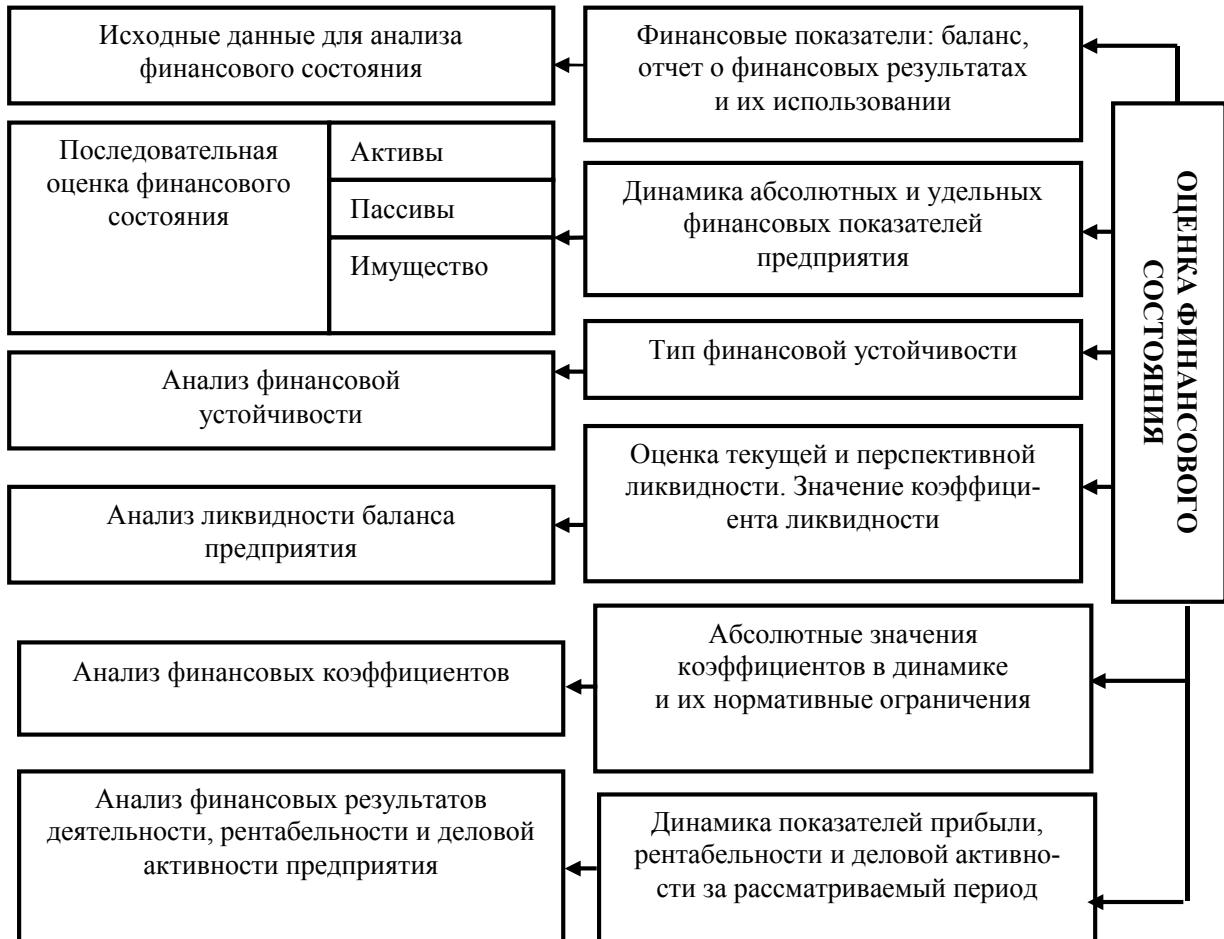 Исходные данные для анализа
финансового состояния
Финансовые показатели: баланс,
отчет о финансовых результатах
и их использовании
Последовательная
оценка финансового
состояния
Активы
Пассивы
Имущество
Динамика абсолютных и удельных
финансовых показателей
предприятия
Анализ финансовой
устойчивости
Тип финансовой устойчивости
Анализ ликвидности баланса
предприятия
Оценка текущей и перспективной
ликвидности. Значение коэффици-
ента ликвидности
Анализ финансовых коэффициентов
Абсолютные значения
коэффициентов в динамике
и их нормативные ограничения
Анализ финансовых результатов
деятельности, рентабельности и деловой
активности предприятия
Динамика показателей прибыли,
рентабельности и деловой активно-
сти за рассматриваемый период
ОЦЕНКА ФИНАНСОВОГО
СОСТОЯНИЯ